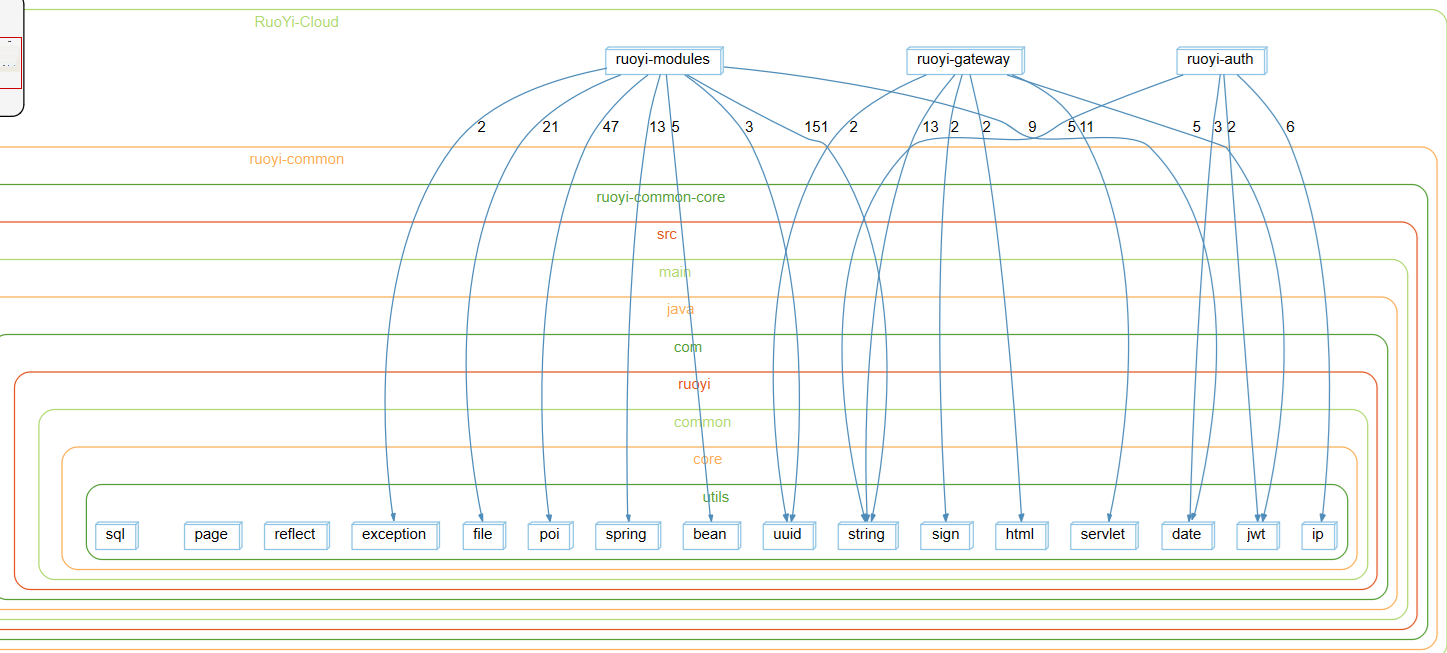 RuoYi-Cloud
ruoyi-modules ruoyi-gateway ruoyi-auth
2 21 47 13 5 3 151 2 13 2 2 9 5 11 5 3 2 6
ruoyi-common
ruoyi-common-core
src
main
java
com
ruoyi
common
core
utils
sql page reflect exception file poi spring bean uuid string sign html servlet date jwt ip